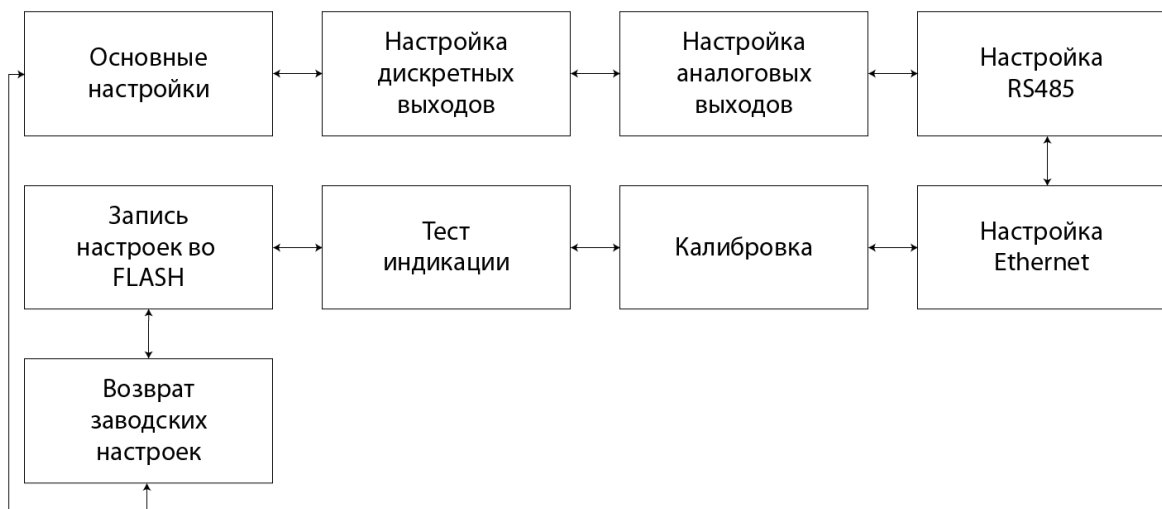 Основные
настройки
Настройка
дискретных
выходов
Настройка
аналоговых
выходов
Настройка
RS485
Запись
настроек во
FLASH
Тест
индикации
Калибровка
Настройка
Ethernet
Возврат
заводских
настроек